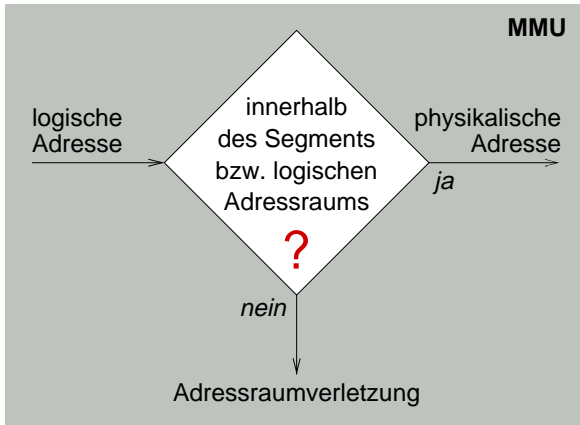 MMU
logische
Adresse
innerhalb
des Segments
bzw. logischen
Adressraums
?
physikalische
Adresse
ja
nein
Adressraumverletzung